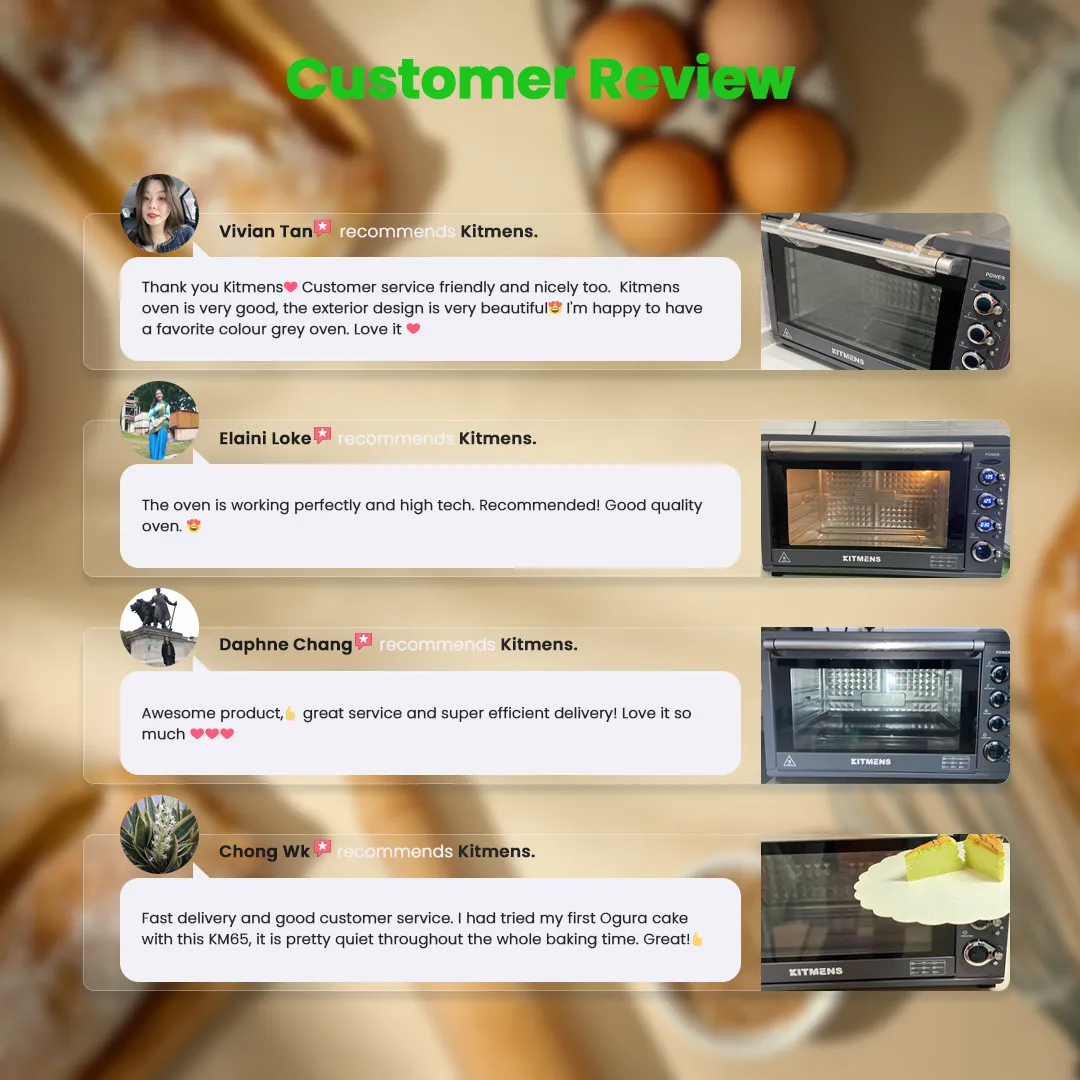 Customer Review
Vivian Tan recommends Kitmens.
Thank you Kitmens❤ Customer service friendly and nicely too. Kitmens
oven is very good, the exterior design is very beautiful😍 I'm happy to have
a favorite colour grey oven. Love it ❤
POWER
KITMENS
Elaini Loke recommends Kitmens.
The oven is working perfectly and high tech. Recommended! Good quality
oven. 😍
POWER
KITMENS
Daphne Chang recommends Kitmens.
Awesome product,👍 great service and super efficient delivery! Love it so
much ❤❤❤
POWER
KITMENS
Chong Wk recommends Kitmens.
Fast delivery and good customer service. I had tried my first Ogura cake
with this KM65, it is pretty quiet throughout the whole baking time. Great!👍
KITMENS